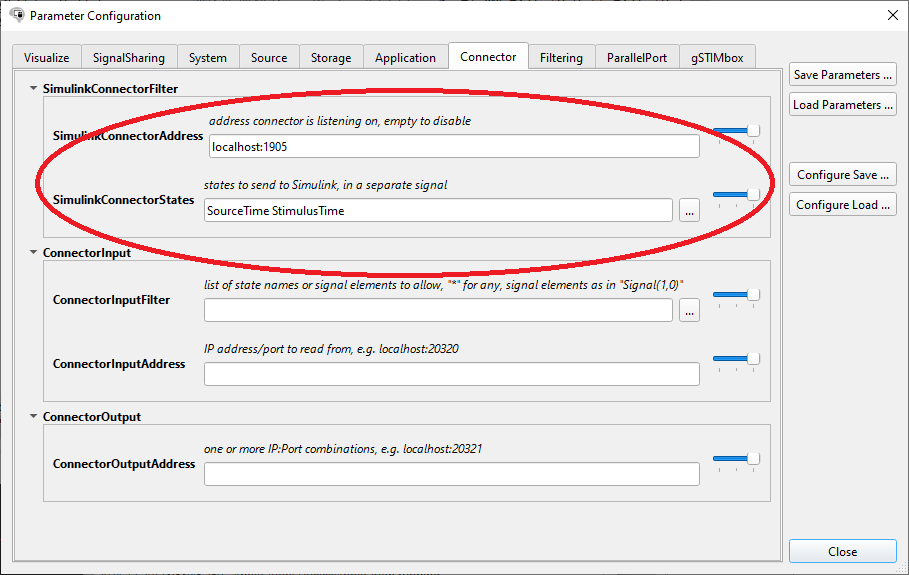 Parameter Configuration
Visualize SignalSharing System Source Storage Application Connector Filtering ParallelPort gSTIMbox
Save Parameters ...
Load Parameters ...
Configure Save ...
Configure Load ...
SimulinkConnectorFilter
address connector is listening on, empty to disable
SimulinkConnectorAddress
localhost:1905
states to send to Simulink, in a separate signal
SimulinkConnectorStates
SourceTime StimulusTime
...
ConnectorInput
list of state names or signal elements to allow, "*" for any, signal elements as in "Signal(1,0)"
ConnectorInputFilter
...
IP address/port to read from, e.g. localhost:20320
ConnectorInputAddress
ConnectorOutput
one or more IP:Port combinations, e.g. localhost:20321
ConnectorOutputAddress
Close